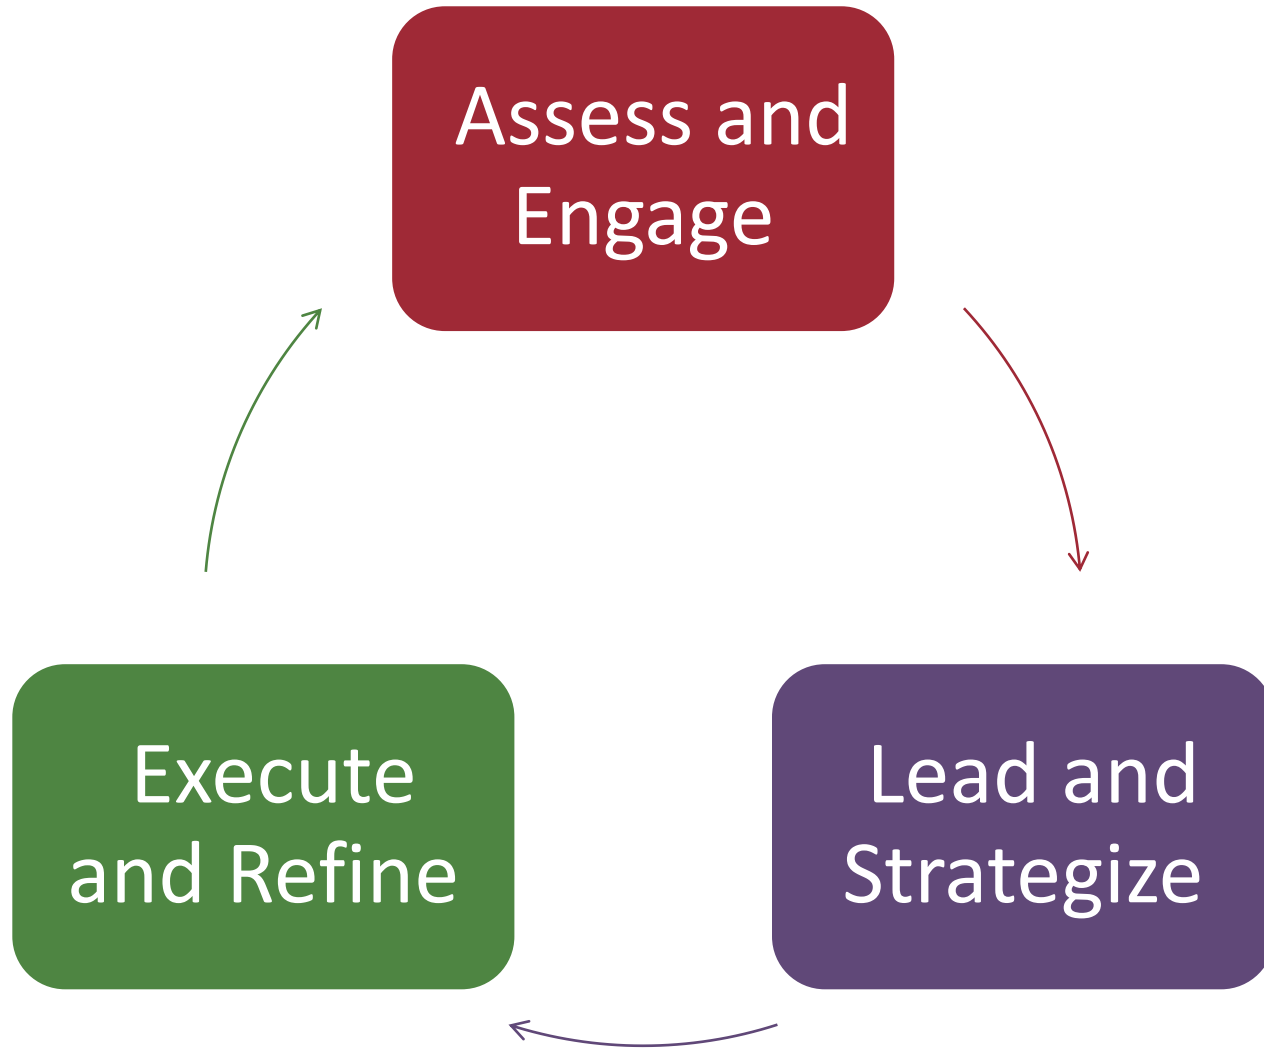 Assess and
Engage
Execute
and Refine
Lead and
Strategize